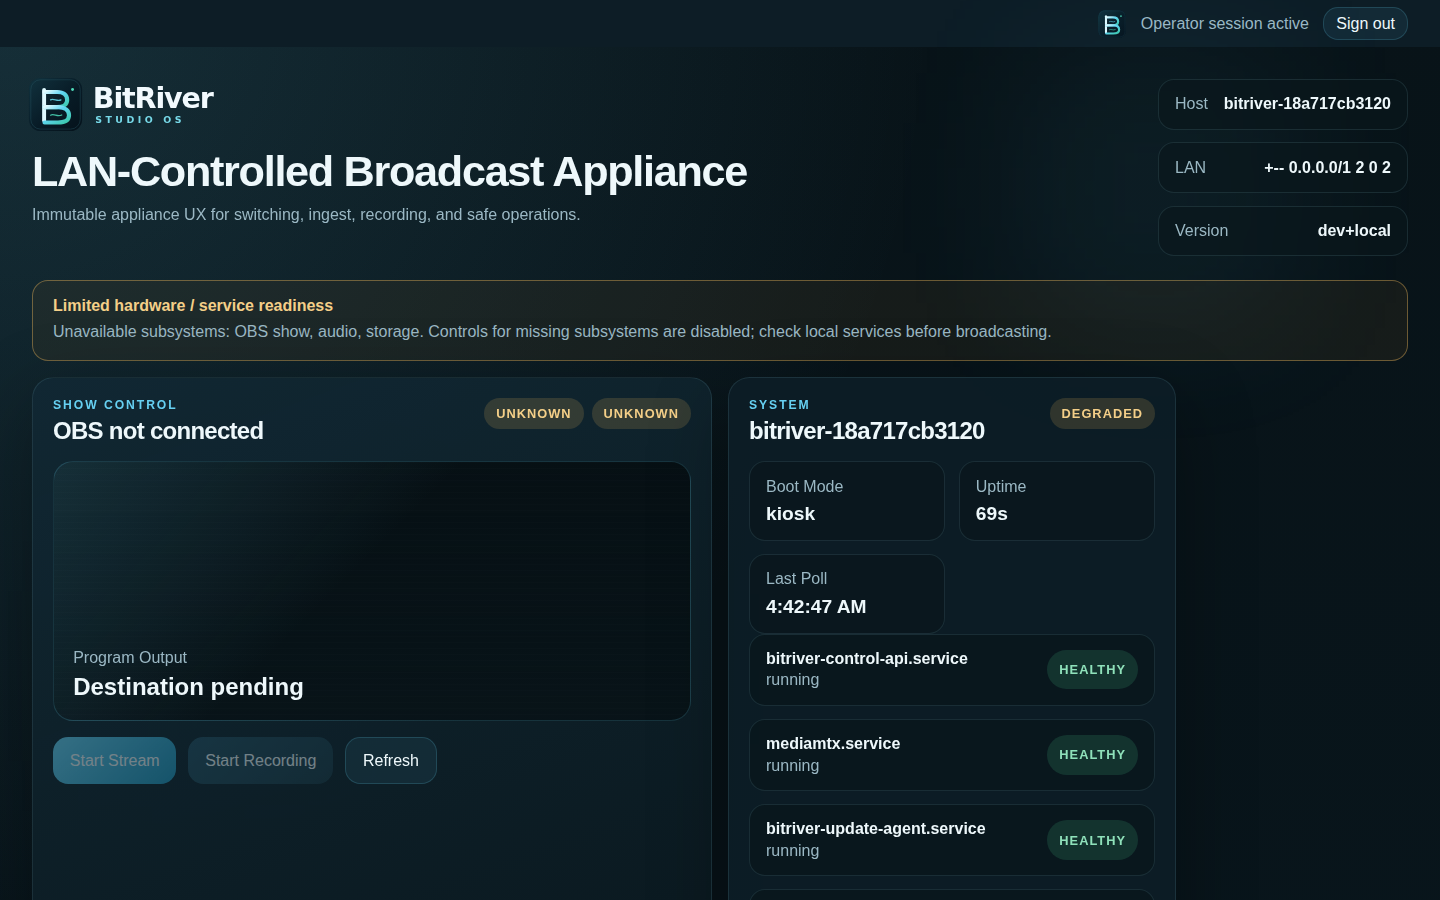 Operator session active
Sign out
BitRiver
STUDIO OS
LAN-Controlled Broadcast Appliance
Immutable appliance UX for switching, ingest, recording, and safe operations.
Host bitriver-18a717cb3120
LAN +-- 0.0.0.0/1 2 0 2
Version dev+local
Limited hardware / service readiness
Unavailable subsystems: OBS show, audio, storage. Controls for missing subsystems are disabled; check local services before broadcasting.
SHOW CONTROL
OBS not connected
UNKNOWN UNKNOWN
Program Output
Destination pending
Start Stream Start Recording Refresh
SYSTEM
bitriver-18a717cb3120
DEGRADED
Boot Mode
kiosk
Uptime
69s
Last Poll
4:42:47 AM
bitriver-control-api.service
running
HEALTHY
mediamtx.service
running
HEALTHY
bitriver-update-agent.service
running
HEALTHY